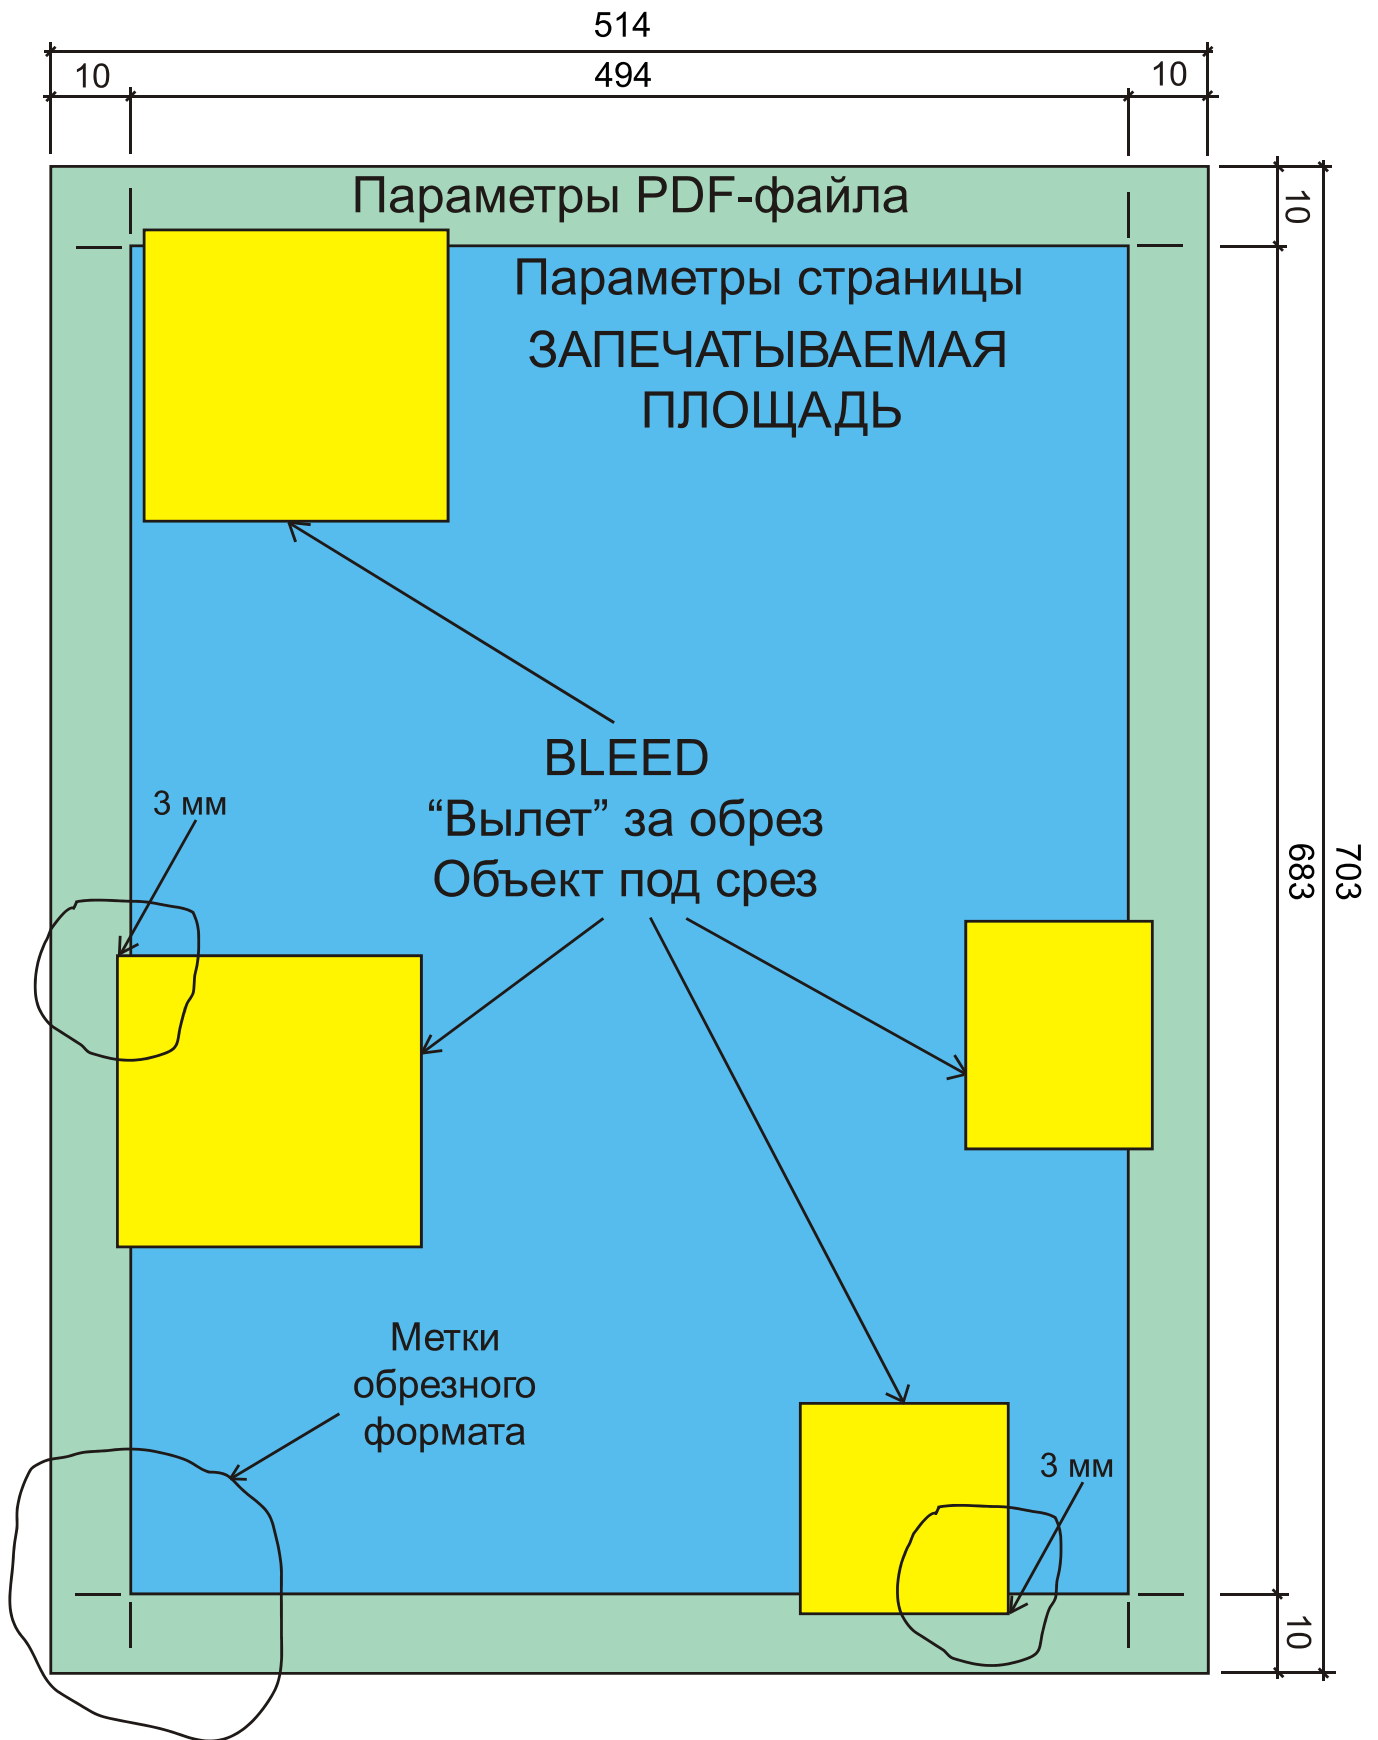 514
10
494
10
Параметры PDF-файла
10
Параметры страницы
ЗАПЕЧАТЫВАЕМАЯ
ПЛОЩАДЬ
BLEED
“Вылет” за обрез
Объект под срез
3 мм
683
703
Метки
обрезного
формата
3 мм
10